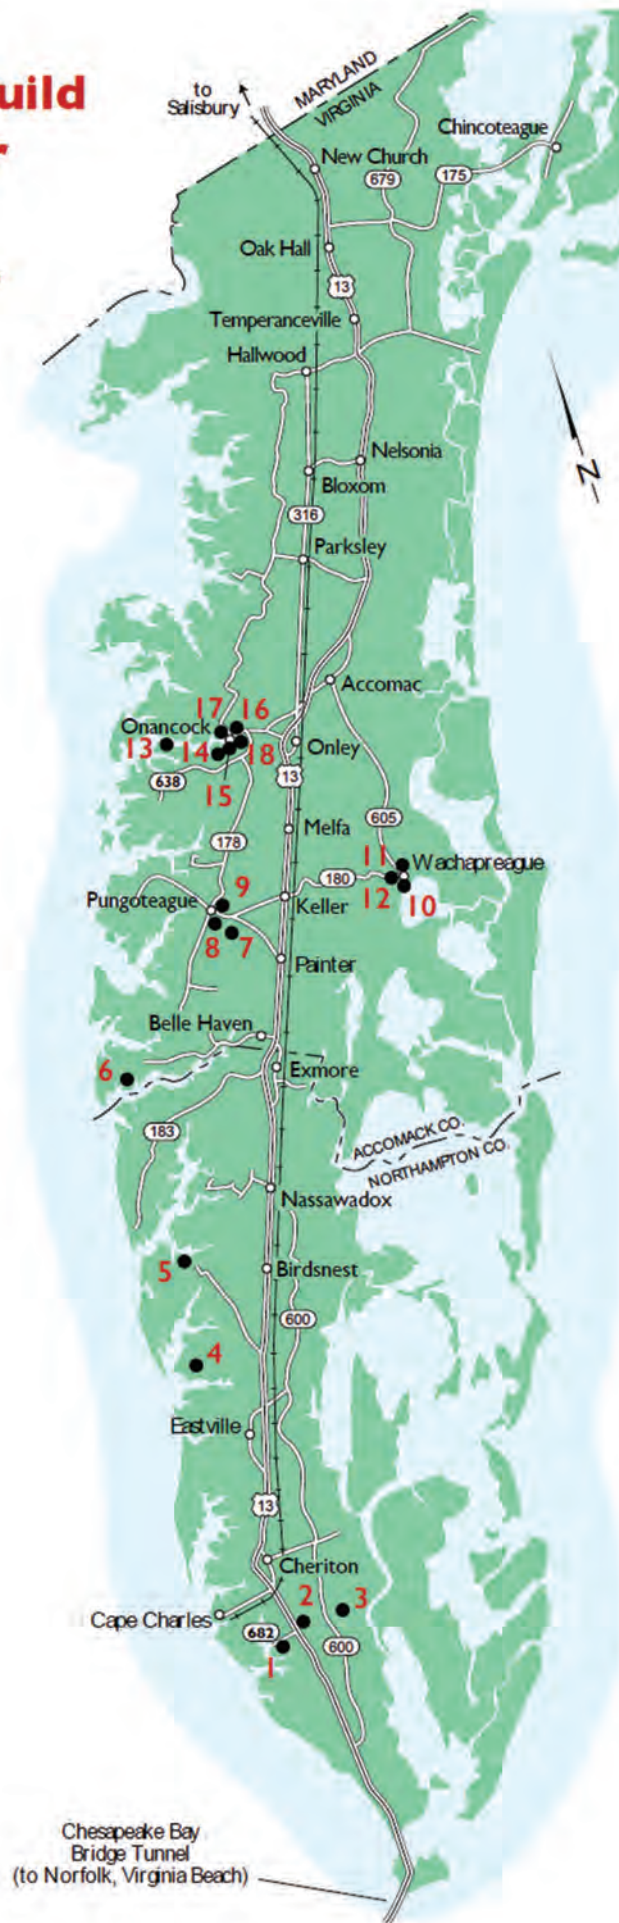 uild
r
to
Salisbury
MARYLAND
VIRGINIA
Chincoteague
New Church
679
175
Oak Hall
13
Temperanceville
Hallwood
Nelsonia
Bloxom
316
N
Parksley
Accomac
17
16
Onancock
13
14
18
Onley
15
638
13
605
Melfa
178
11
Wachapreague
180
12
10
9
Pungoteague
Keller
8
7
Painter
Belle Haven
6
Exmore
183
ACCOMACK CO.
NORTHAMPTON CO.
Nassawadox
5
Birdsnest
600
4
Eastville
13
Cheriton
2
3
Cape Charles
682
600
1
Chesapeake Bay
Bridge Tunnel
(to Norfolk, Virginia Beach)